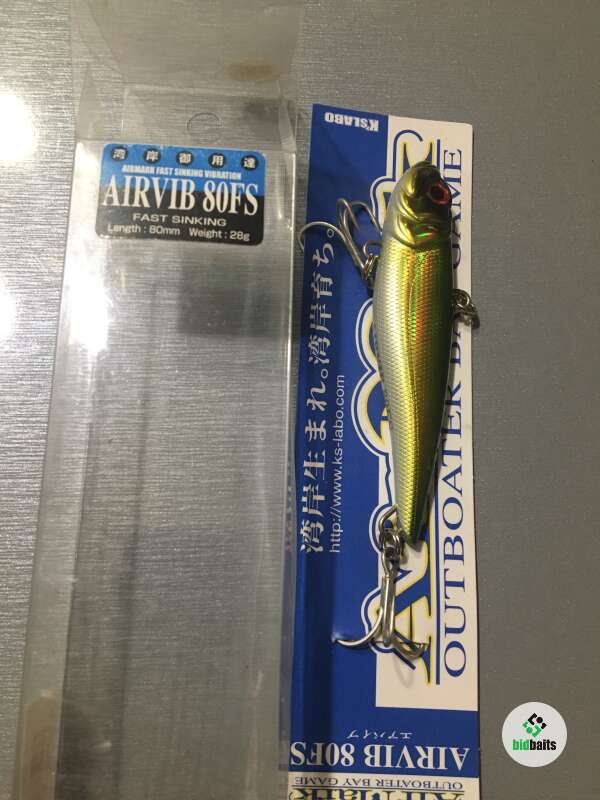 湾岸御用達
AIRMARK FAST SINKING VIBRATION
AIRVIB 80FS
FAST SINKING
Langth : 80mm Weight : 28g
K'sLABO
湾岸生まれ。湾岸育ち。
http://www.ks-labo.com
OUTBOATER BAY GAME
エアバイブ
AIRVIB 80FS
OUTBOATER BAY GAME
bidbaits